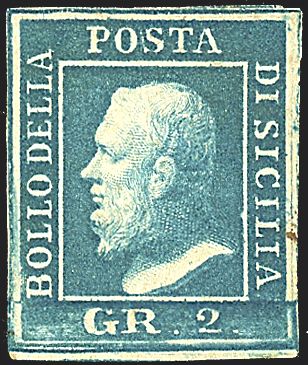 BOLLO DELLA
POSTA
DI SICILIA
GR. 2.